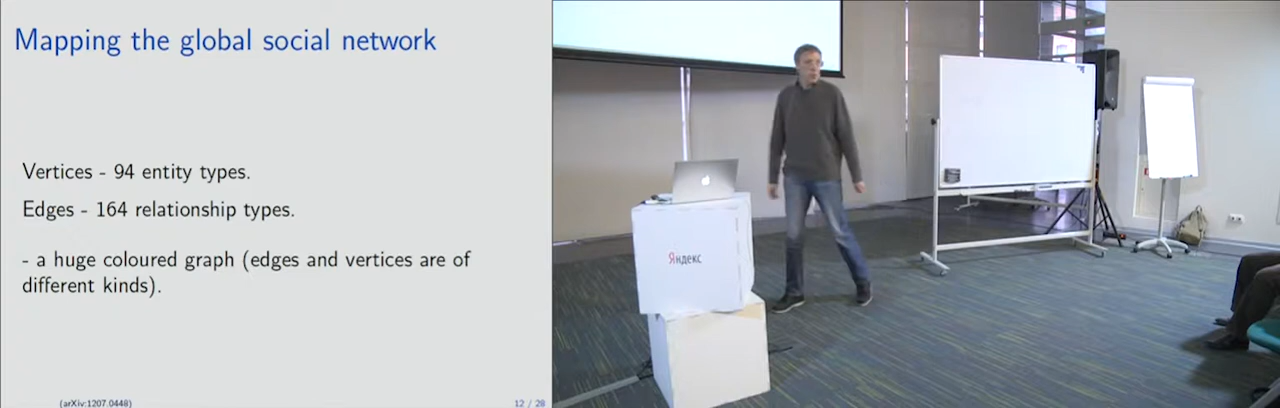 Mapping the global social network
Vertices - 94 entity types.
Edges - 164 relationship types.
- a huge coloured graph (edges and vertices are of
different kinds).
(arXiv:1207.0448)
12 / 28
Яндекс